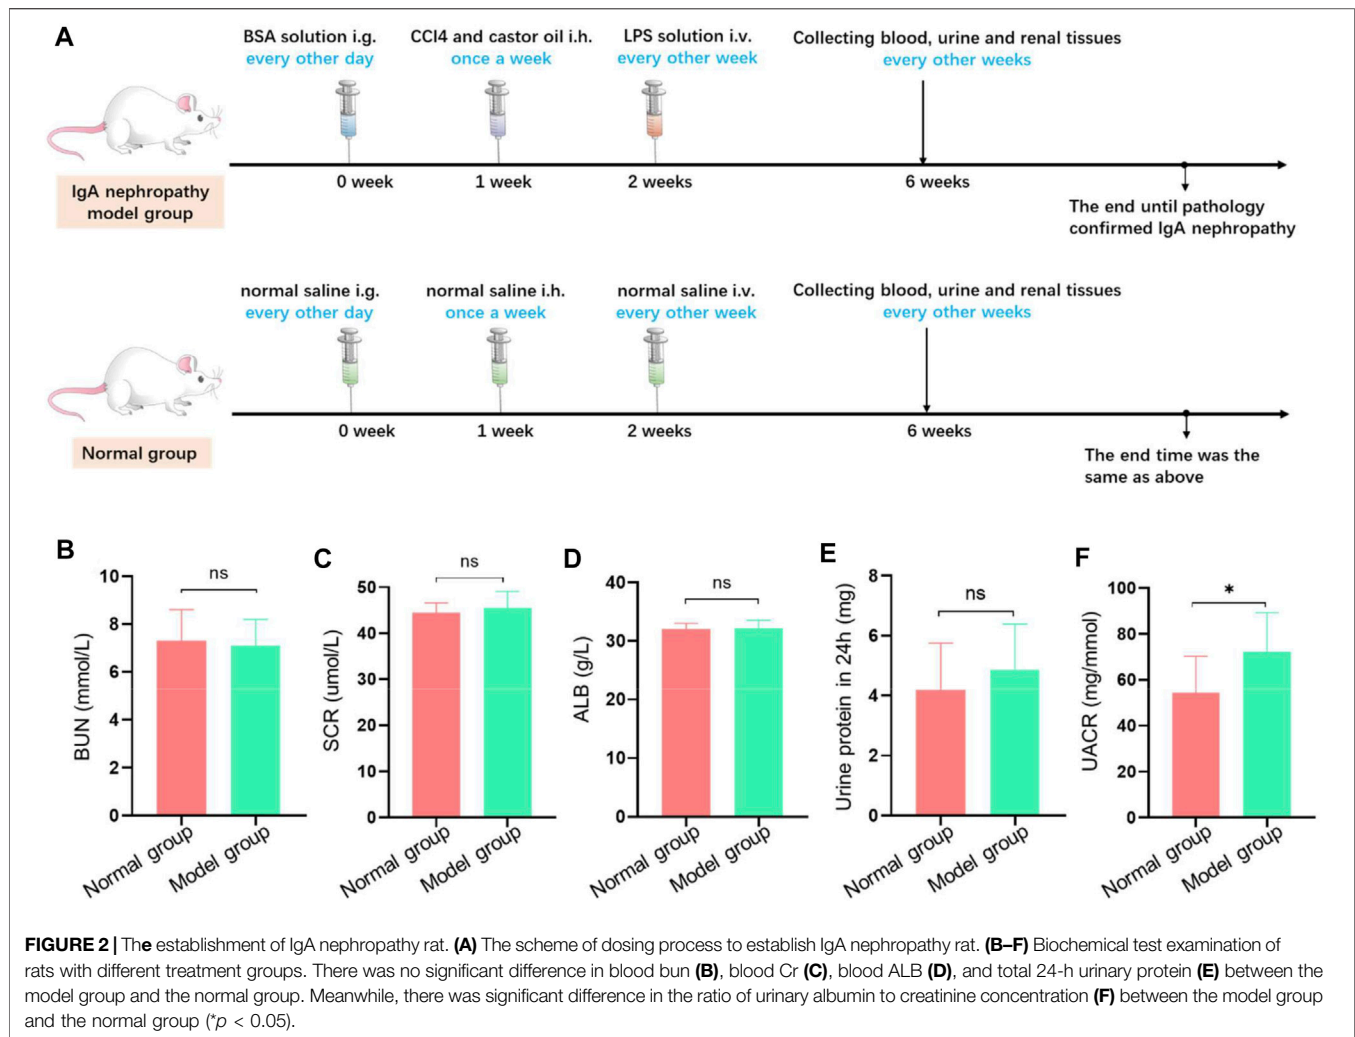 A
BSA solution i.g.
every other day
CCl4 and castor oil i.h.
once a week
LPS solution i.v.
every other week
Collecting blood, urine and renal tissues
every other weeks
IgA nephropathy
model group
0 week
1 week
2 weeks
6 weeks
The end until pathology
confirmed IgA nephropathy
normal saline i.g.
every other day
normal saline i.h.
once a week
normal saline i.v.
every other week
Collecting blood, urine and renal tissues
every other weeks
Normal group
0 week
1 week
2 weeks
6 weeks
The end time was the
same as above
B
BUN (mmol/L)
10
8
6
4
2
0
ns
Normal group
Model group
C
SCR (umol/L)
50
40
30
20
10
0
ns
Normal group
Model group
D
ALB (g/L)
40
30
20
10
0
ns
Normal group
Model group
E
Urine protein in 24h (mg)
8
6
4
2
0
ns
Normal group
Model group
F
UACR (mg/mmol)
100
80
60
40
20
0
*
Normal group
Model group
FIGURE 2 | The establishment of IgA nephropathy rat. (A) The scheme of dosing process to establish IgA nephropathy rat. (B–F) Biochemical test examination of
rats with different treatment groups. There was no significant difference in blood bun (B), blood Cr (C), blood ALB (D), and total 24-h urinary protein (E) between the
model group and the normal group. Meanwhile, there was significant difference in the ratio of urinary albumin to creatinine concentration (F) between the model group
and the normal group (*p < 0.05).